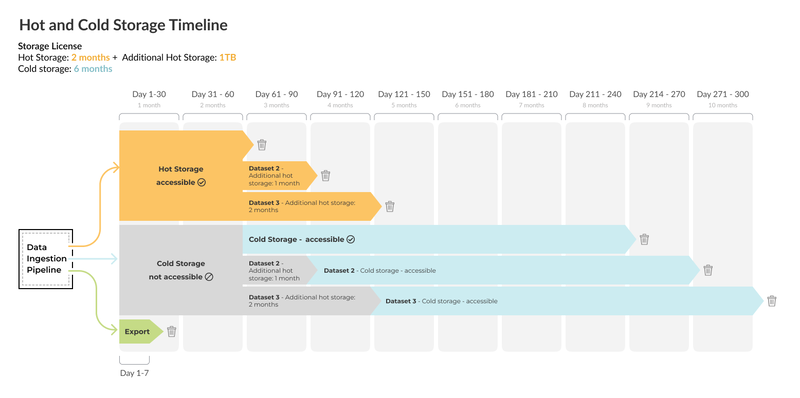 Hot and Cold Storage Timeline
Storage License
Hot Storage: 2 months + Additional Hot Storage: 1TB
Cold storage: 6 months
Day 1-30
Day 31 - 60
Day 61 - 90
Day 91 - 120
Day 121 - 150
Day 151 - 180
Day 181 - 210
Day 211 - 240
Day 214 - 270
Day 271 - 300
1 month
2 months
3 months
4 months
5 months
6 months
7 months
8 months
9 months
10 months
Hot Storage
accessible
Dataset 2 -
Additional hot
storage: 1 month
Dataset 3 - Additional hot storage:
2 months
Data
Ingestion
Pipeline
Cold Storage
not accessible
Cold Storage - accessible
Dataset 2 -
Additional hot
storage: 1 month
Dataset 2 - Cold storage - accessible
Dataset 3 - Additional hot storage:
2 months
Dataset 3 - Cold storage - accessible
Export
Day 1-7